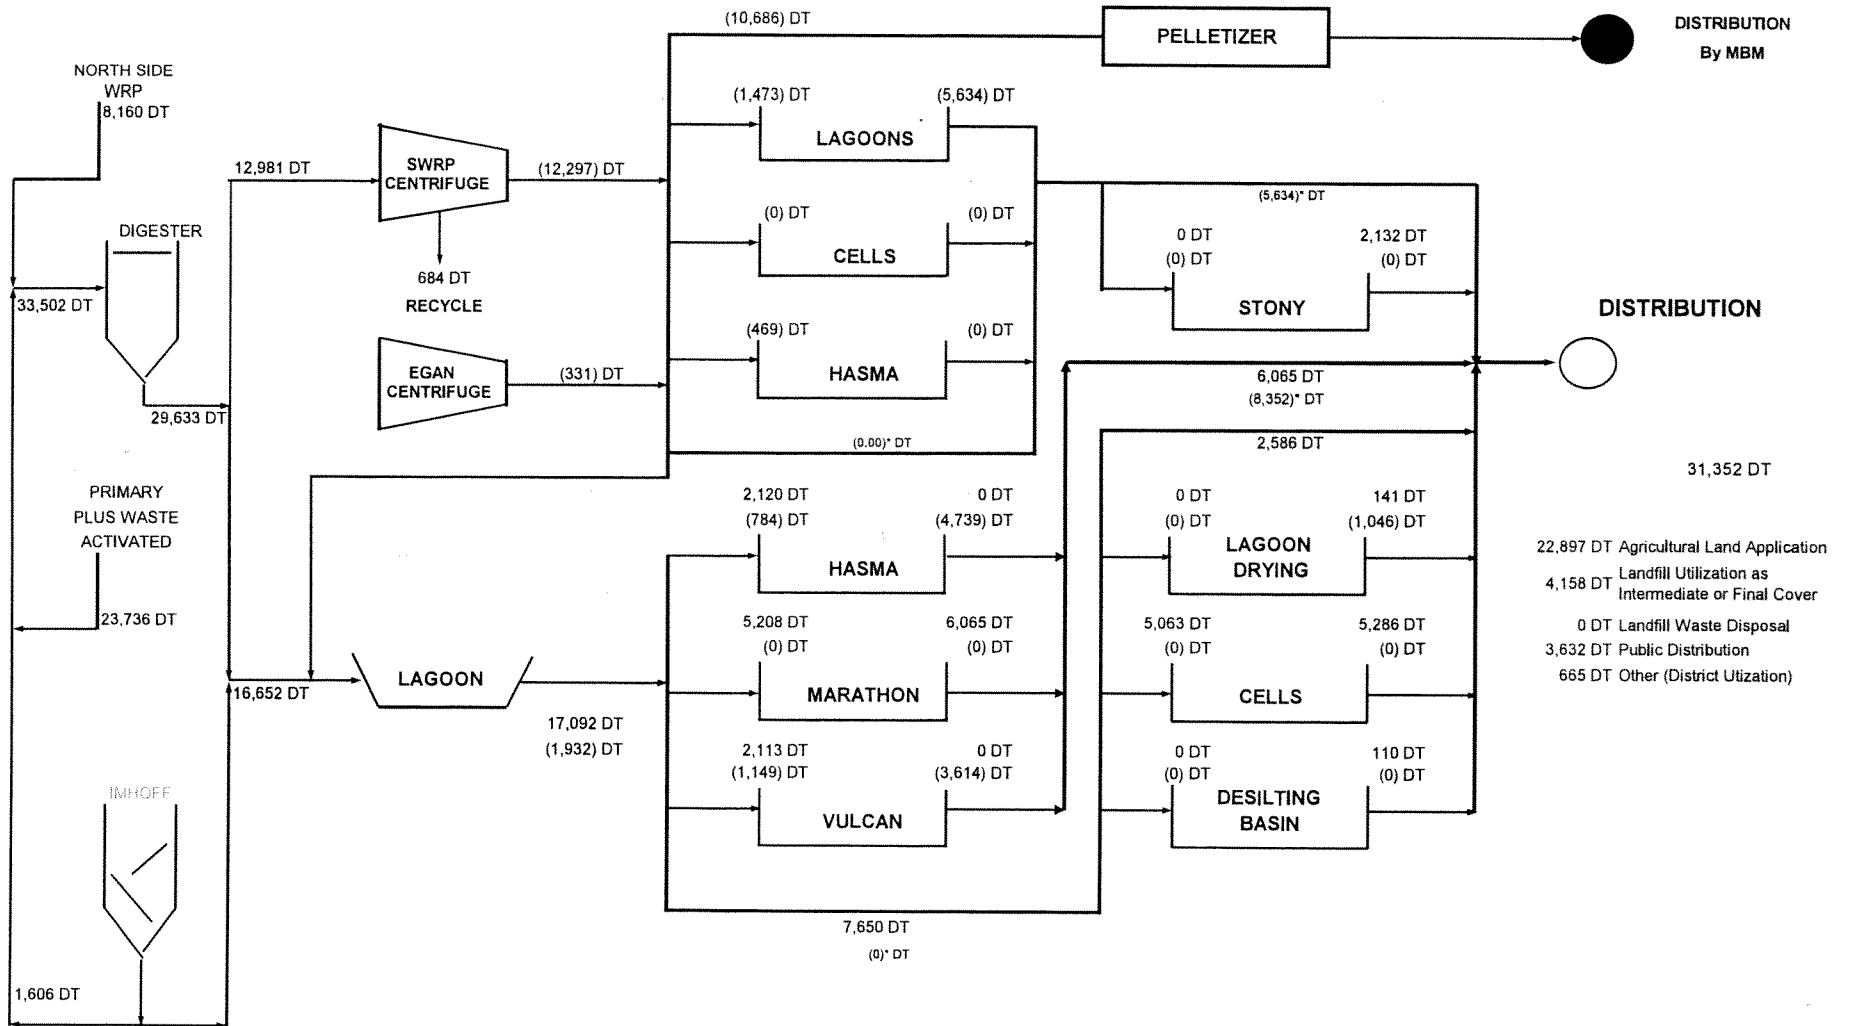 (10,686) DT
PELLETIZER
DISTRIBUTION
By MBM
NORTH SIDE
WRP
8,160 DT
(1,473) DT
(5,634) DT
LAGOONS
12,981 DT
SWRP
CENTRIFUGE
(12,297) DT
(5,634)* DT
(0) DT
(0) DT
CELLS
DIGESTER
0 DT
(0) DT
2,132 DT
(0) DT
STONY
684 DT
RECYCLE
33,502 DT
DISTRIBUTION
(469) DT
(0) DT
HASMA
EGAN
CENTRIFUGE
(331) DT
6,065 DT
(8,352)* DT
29,633 DT
(0.00)* DT
2,586 DT
31,352 DT
PRIMARY
PLUS WASTE
ACTIVATED
23,736 DT
2,120 DT
(784) DT
0 DT
(4,739) DT
HASMA
0 DT
(0) DT
141 DT
(1,046) DT
LAGOON
DRYING
22,897 DT Agricultural Land Application
4,158 DT Landfill Utilization as
Intermediate or Final Cover
0 DT Landfill Waste Disposal
3,632 DT Public Distribution
665 DT Other (District Utization)
5,208 DT
(0) DT
6,065 DT
(0) DT
MARATHON
5,063 DT
(0) DT
5,286 DT
(0) DT
CELLS
16,652 DT
LAGOON
17,092 DT
(1,932) DT
2,113 DT
(1,149) DT
0 DT
(3,614) DT
VULCAN
0 DT
(0) DT
110 DT
(0) DT
DESILTING
BASIN
IMHOFF
7,650 DT
(0)* DT
1,606 DT